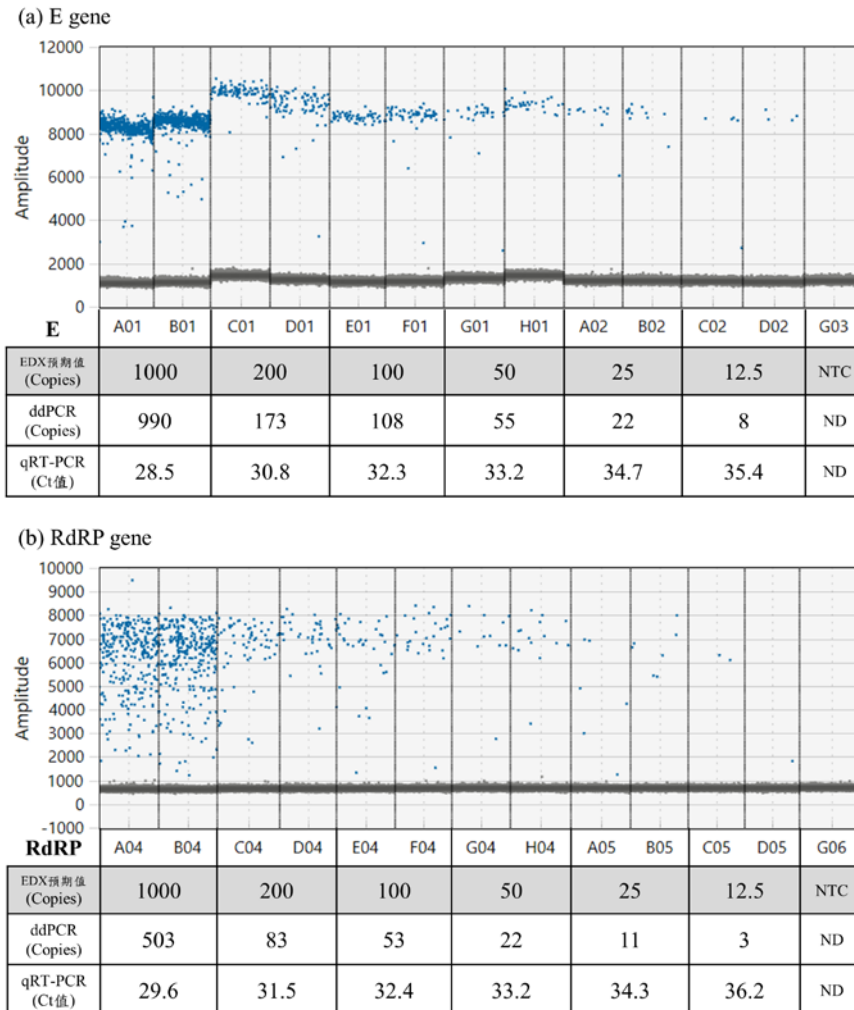 (a) E gene
12000
10000
8000
6000
4000
2000
0
Amplitude
E A01 B01 C01 D01 E01 F01 G01 H01 A02 B02 C02 D02 G03
EDX预期值
(Copies) 1000 200 100 50 25 12.5 NTC
ddPCR
(Copies) 990 173 108 55 22 8 ND
qRT-PCR
(Ct值) 28.5 30.8 32.3 33.2 34.7 35.4 ND
(b) RdRP gene
10000
9000
8000
7000
6000
5000
4000
3000
2000
1000
0
-1000
Amplitude
RdRP A04 B04 C04 D04 E04 F04 G04 H04 A05 B05 C05 D05 G06
EDX预期值
(Copies) 1000 200 100 50 25 12.5 NTC
ddPCR
(Copies) 503 83 53 22 11 3 ND
qRT-PCR
(Ct值) 29.6 31.5 32.4 33.2 34.3 36.2 ND